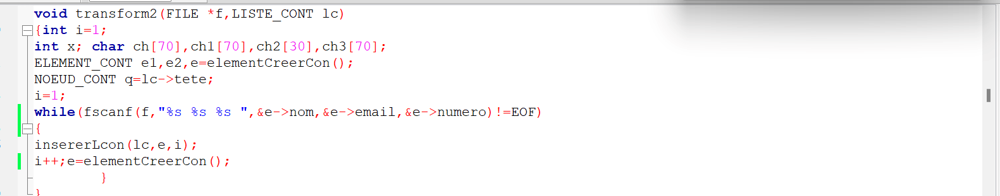 void transform2(FILE *f,LISTE_CONT lc)
{int i=1;
int x; char ch[70],ch1[70],ch2[30],ch3[70];
ELEMENT_CONT e1,e2,e=elementCreerCon();
NOEUD_CONT q=lc->tete;
i=1;
while(fscanf(f,"%s %s %s ",&e->nom,&e->email,&e->numero)!=EOF)
{
insererLcon(lc,e,i);
i++;e=elementCreerCon();
}
}